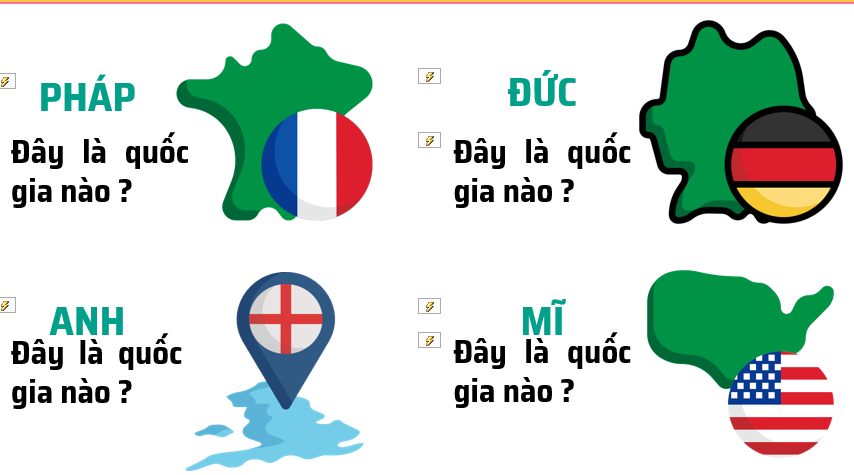 PHÁP
Đây là quốc
gia nào ?
ĐỨC
Đây là quốc
gia nào ?
ANH
Đây là quốc
gia nào ?
MĨ
Đây là quốc
gia nào ?